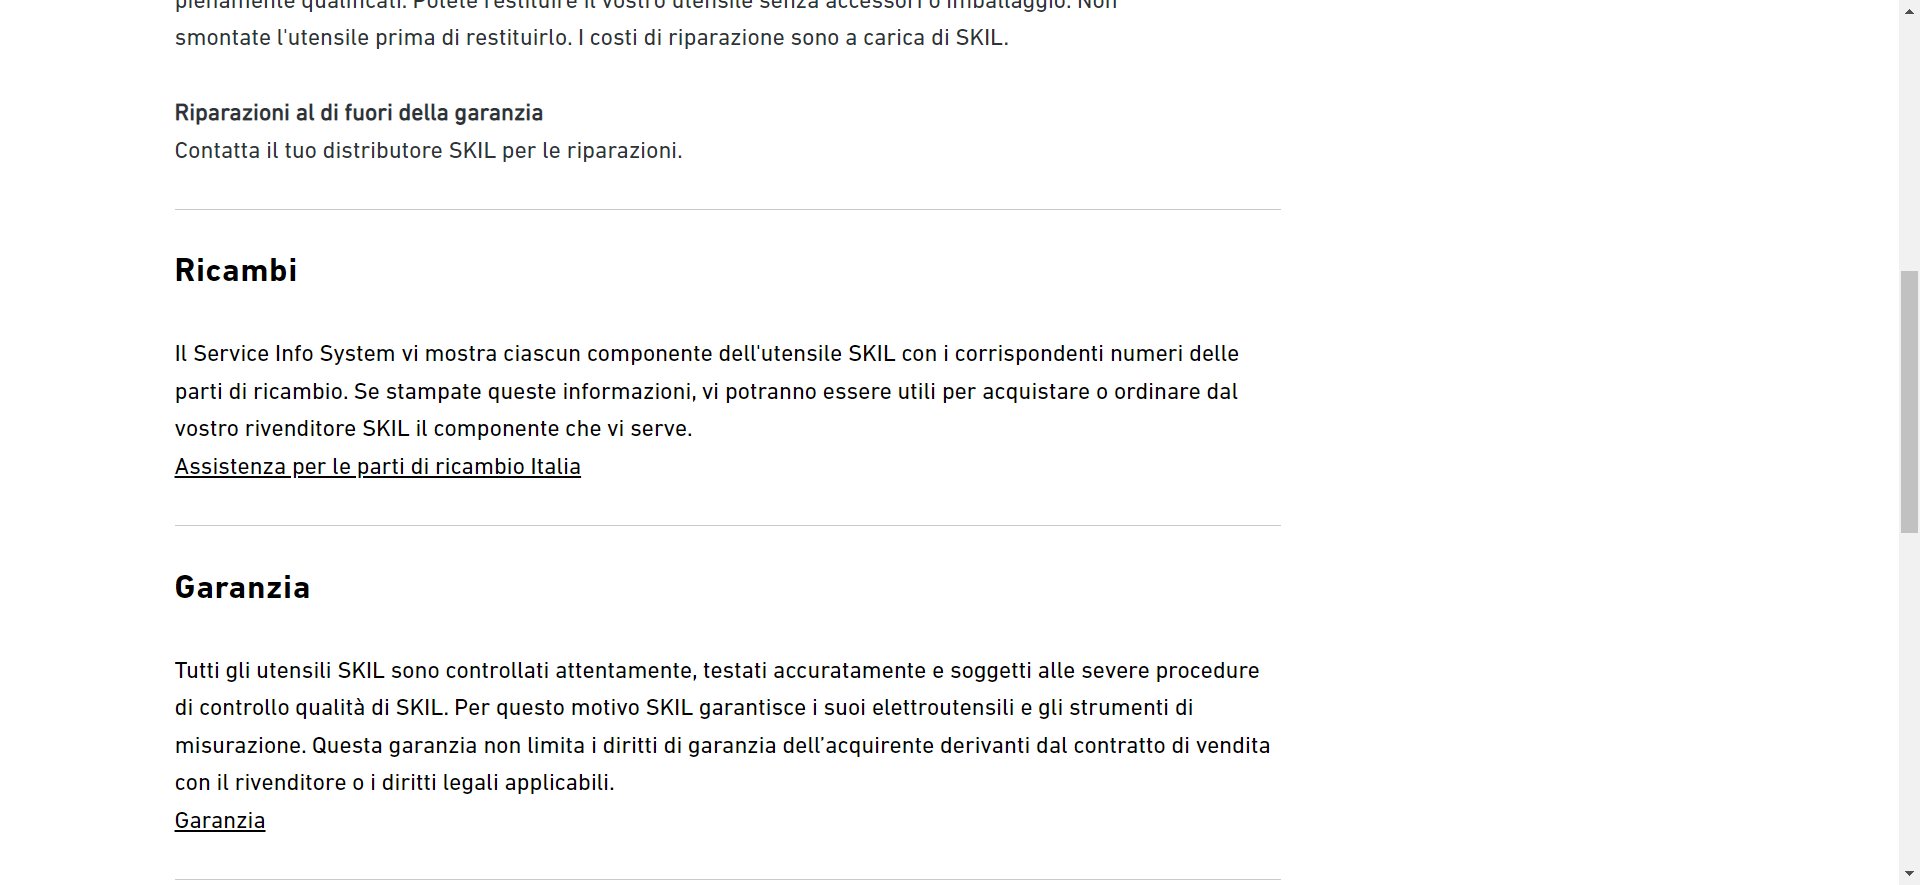 pienamente qualificati. Potete restituire il vostro utensile senza accessori o imballaggio. Non
smontate l'utensile prima di restituirlo. I costi di riparazione sono a carica di SKIL.
Riparazioni al di fuori della garanzia
Contatta il tuo distributore SKIL per le riparazioni.
Ricambi
Il Service Info System vi mostra ciascun componente dell'utensile SKIL con i corrispondenti numeri delle
parti di ricambio. Se stampate queste informazioni, vi potranno essere utili per acquistare o ordinare dal
vostro rivenditore SKIL il componente che vi serve.
Assistenza per le parti di ricambio Italia
Garanzia
Tutti gli utensili SKIL sono controllati attentamente, testati accuratamente e soggetti alle severe procedure
di controllo qualità di SKIL. Per questo motivo SKIL garantisce i suoi elettroutensili e gli strumenti di
misurazione. Questa garanzia non limita i diritti di garanzia dell’acquirente derivanti dal contratto di vendita
con il rivenditore o i diritti legali applicabili.
Garanzia